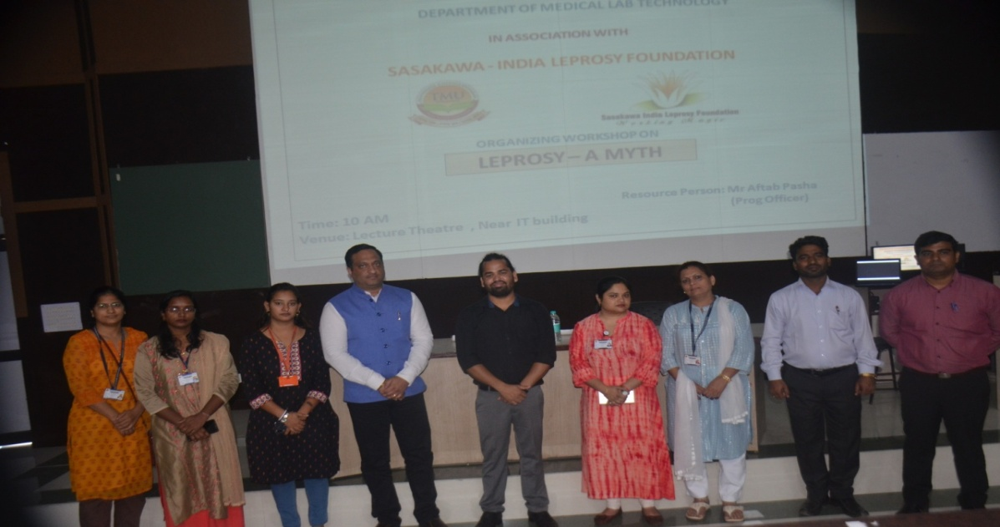 DEPARTMENT OF MEDICAL LAB TECHNOLOGY
IN ASSOCIATION WITH
SASAKAWA - INDIA LEPROSY FOUNDATION
Sasakawa India Leprosy Foundation
Working Magic
ORGANIZING WORKSHOP ON
LEPROSY – A MYTH
Resource Person: Mr Aftab Pasha
(Prog Officer)
Time: 10 AM
Venue: Lecture Theatre , Near IT building